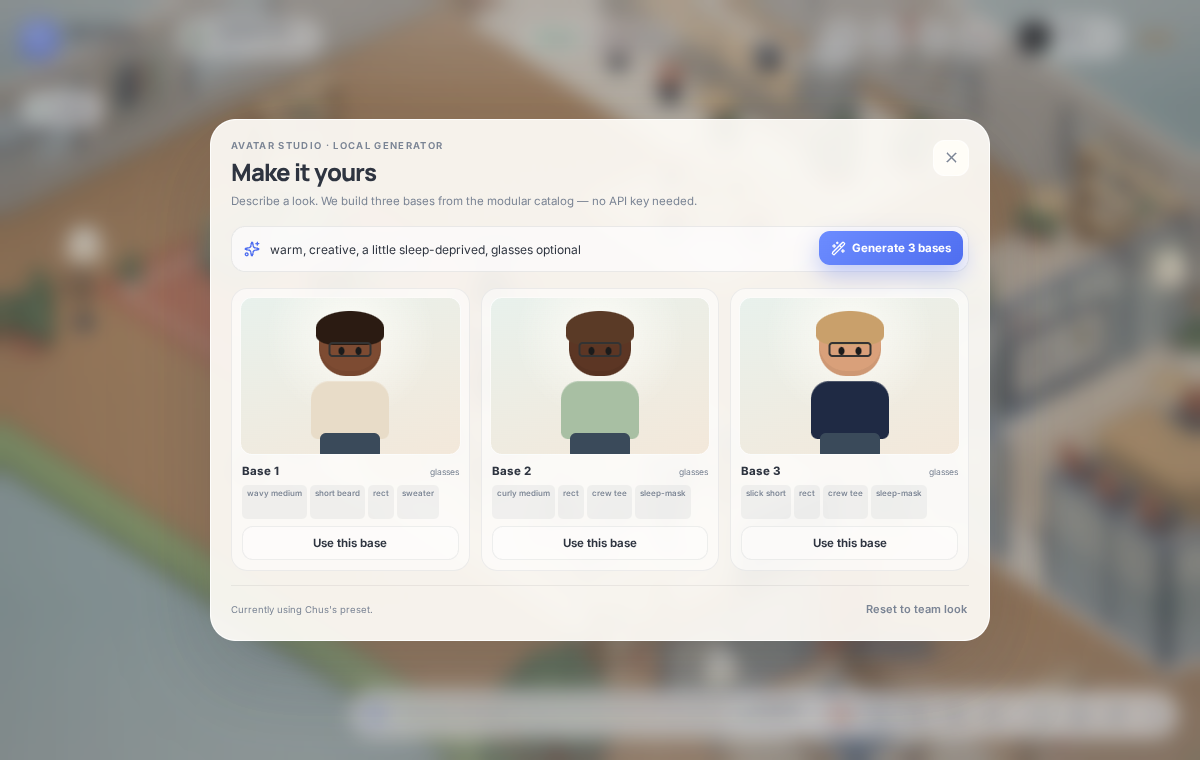 AVATAR STUDIO · LOCAL GENERATOR
Make it yours
Describe a look. We build three bases from the modular catalog — no API key needed.
warm, creative, a little sleep-deprived, glasses optional
Generate 3 bases
Base 1
glasses
wavy medium
short beard
rect
sweater
Use this base
Base 2
glasses
curly medium
rect
crew tee
sleep-mask
Use this base
Base 3
glasses
slick short
rect
crew tee
sleep-mask
Use this base
Currently using Chus's preset.
Reset to team look